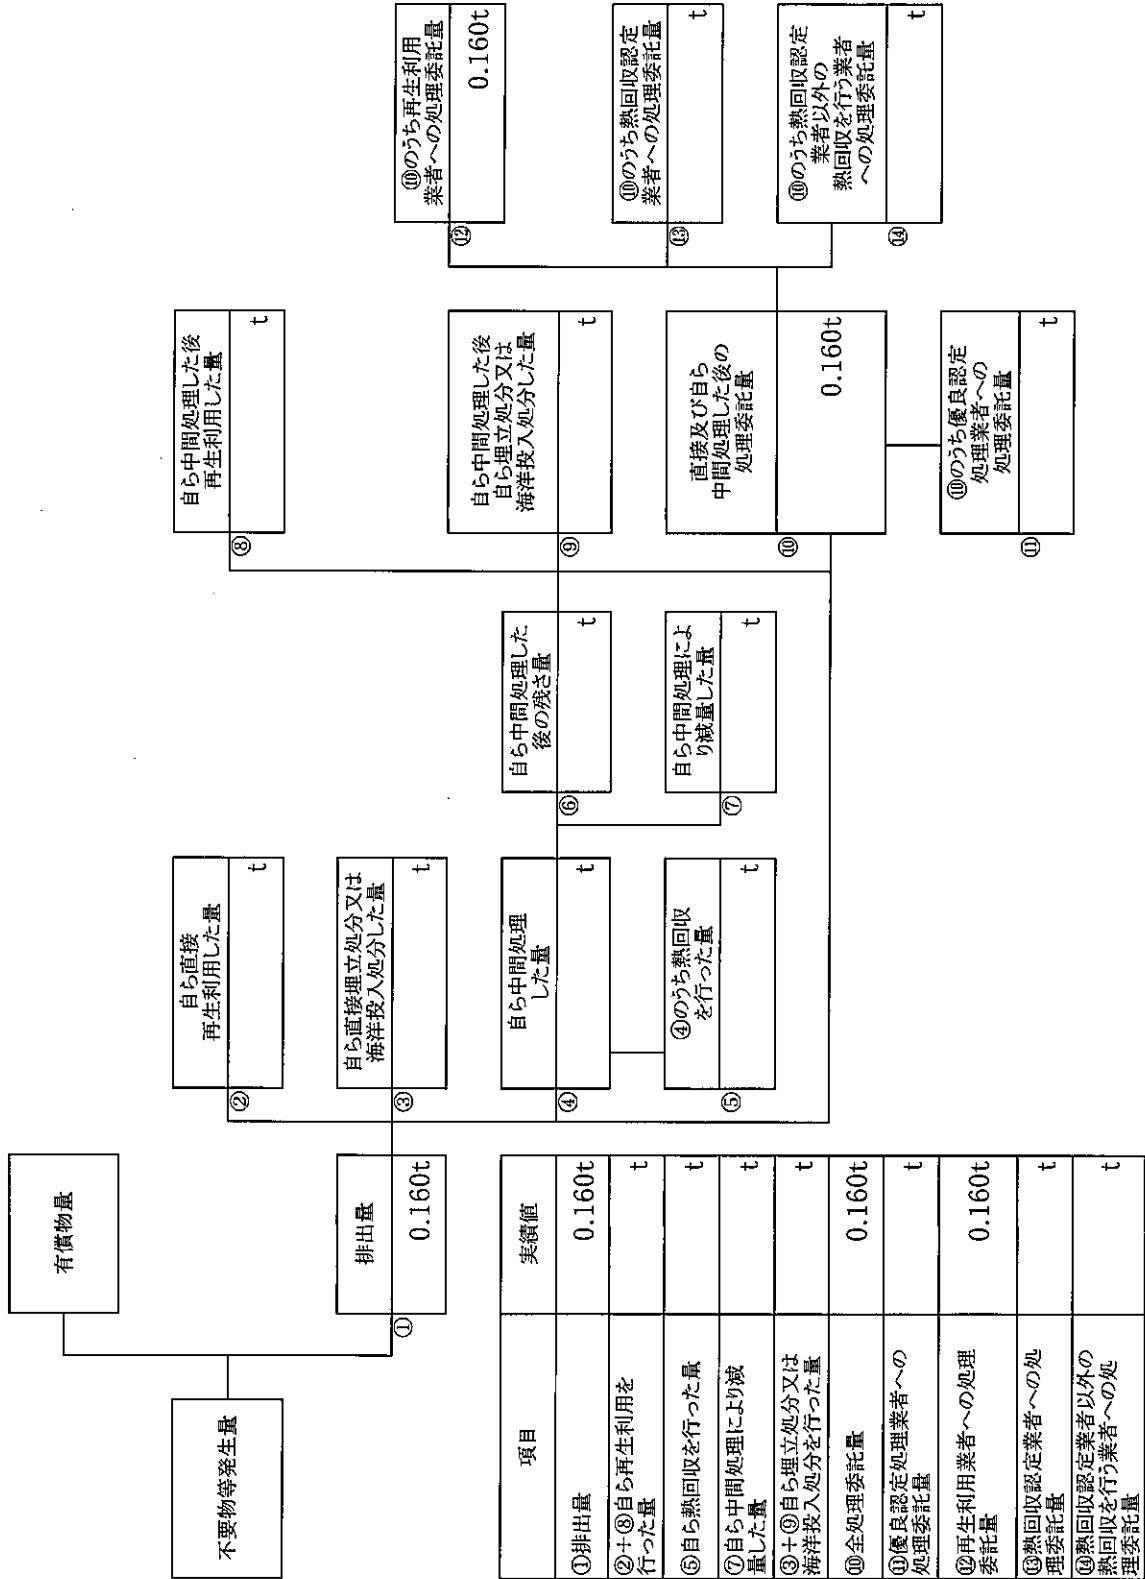 不要物等発生量
有償物量
①
排出量
0.160t
②
自ら直接
再生利用した量
t
③
自ら直接埋立処分又は
海洋投入処分した量
t
④
自ら中間処理
した量
t
⑤
④のうち熱回収
を行った量
t
⑥
自ら中間処理した
後の残さ量
t
⑦
自ら中間処理によ
り減量した量
t
⑧
自ら中間処理した後
再生利用した量
t
⑨
自ら中間処理した後
自ら埋立処分又は
海洋投入処分した量
t
⑩
直接及び自ら
中間処理した後の
処理委託量
0.160t
⑪
⑩のうち優良認定
処理業者への
処理委託量
t
⑫
⑩のうち再生利用
業者への処理委託量
0.160t
⑬
⑩のうち熱回収認定
業者への処理委託量
t
⑭
⑩のうち熱回収認定
業者以外の
熱回収を行う業者
への処理委託量
t
項目
実績値
①排出量
0.160t
②+⑧自ら再生利用を
行った量
t
⑤自ら熱回収を行った量
t
⑦自ら中間処理により減
量した量
t
③+⑨自ら埋立処分又は
海洋投入処分を行った量
t
⑩全処理委託量
0.160t
⑪優良認定処理業者への
処理委託量
t
⑫再生利用業者への処理
委託量
0.160t
⑬熱回収認定業者への処
理委託量
t
⑭熱回収認定業者以外の
熱回収を行う業者への処
理委託量
t